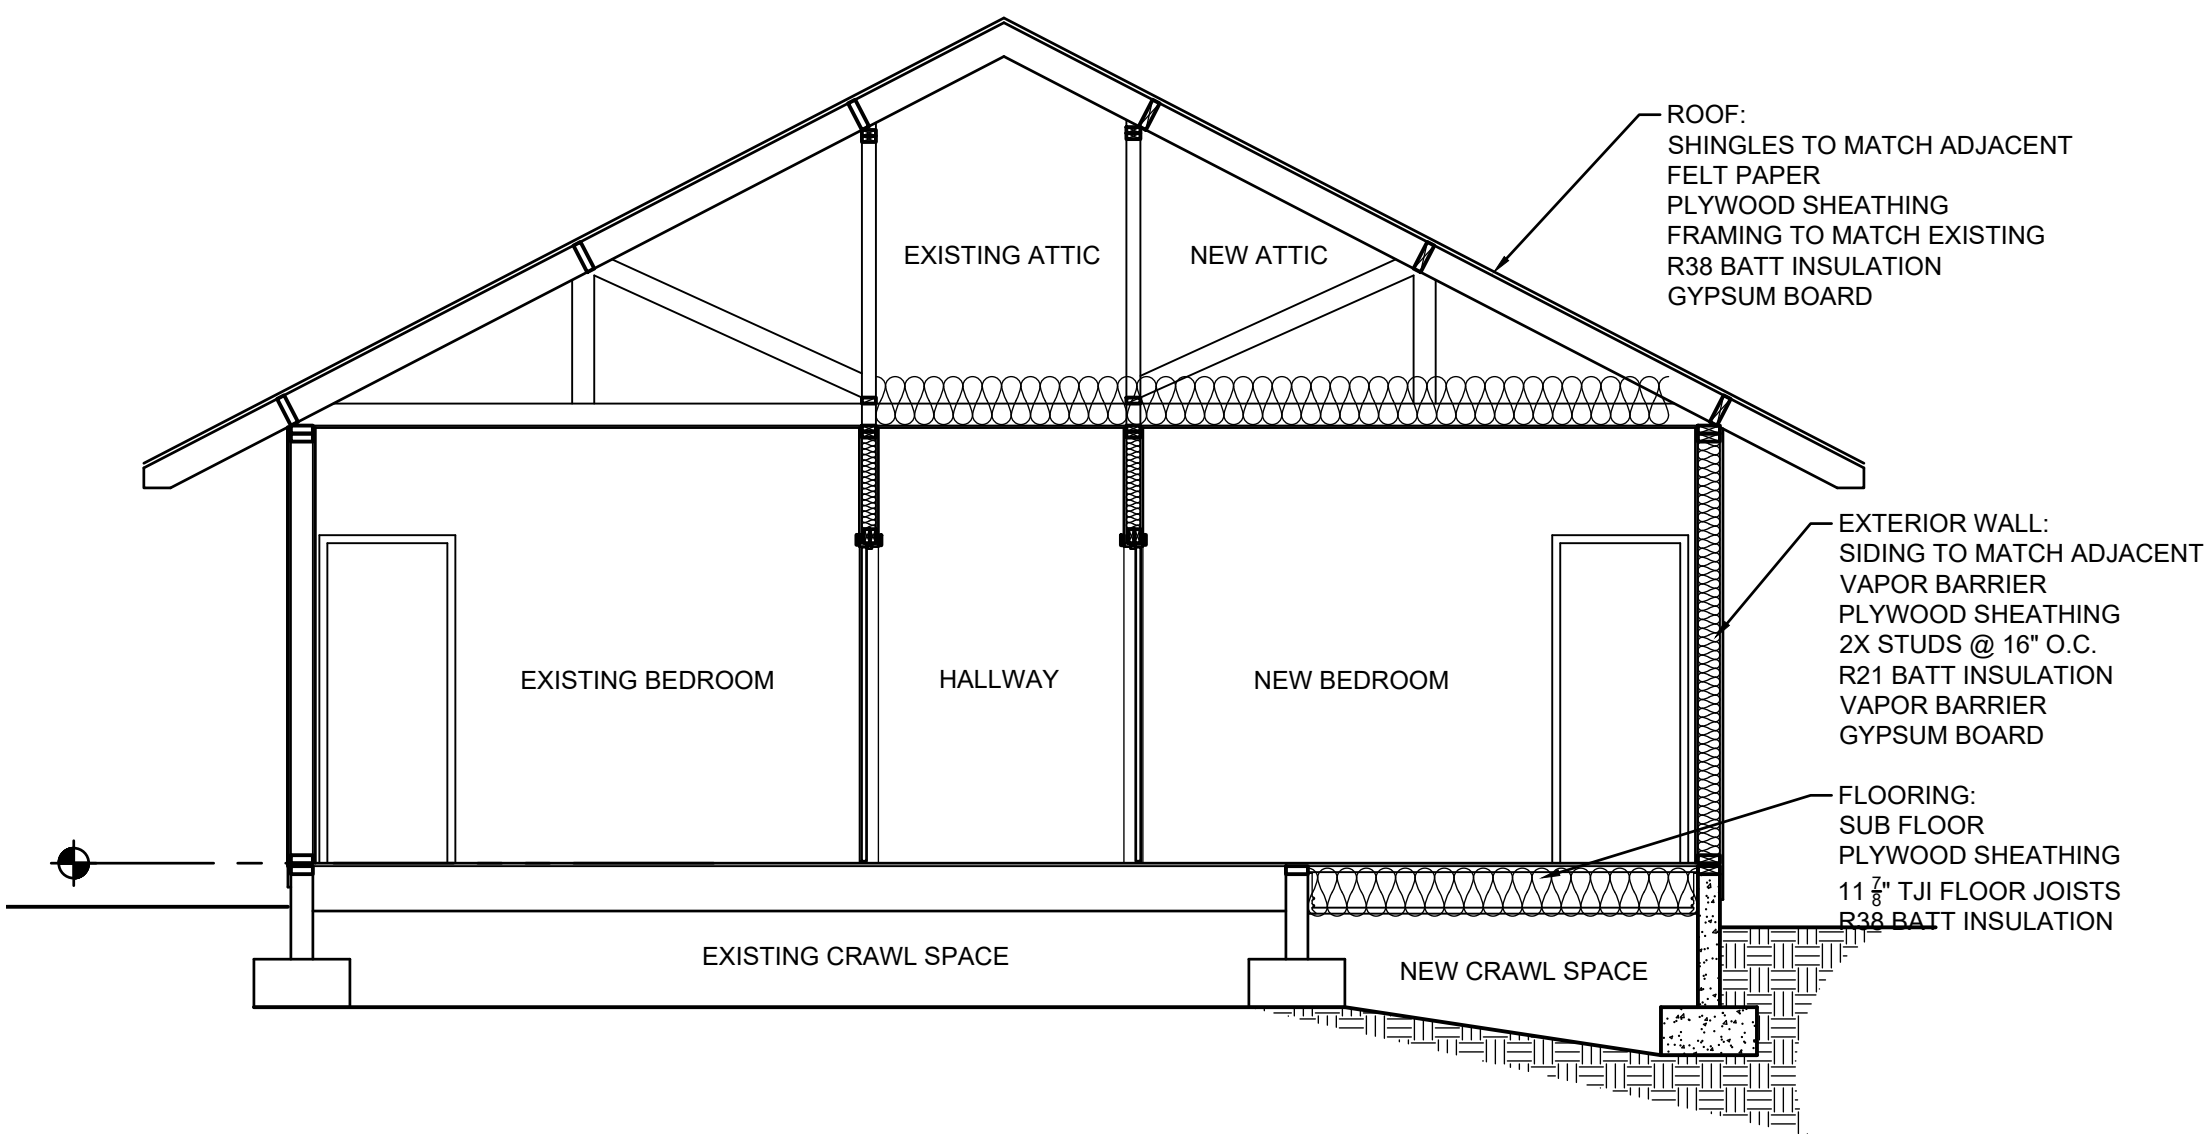 ROOF:
SHINGLES TO MATCH ADJACENT
FELT PAPER
PLYWOOD SHEATHING
FRAMING TO MATCH EXISTING
R38 BATT INSULATION
GYPSUM BOARD
EXISTING ATTIC
NEW ATTIC
EXTERIOR WALL:
SIDING TO MATCH ADJACENT
VAPOR BARRIER
PLYWOOD SHEATHING
2X STUDS @ 16" O.C.
R21 BATT INSULATION
VAPOR BARRIER
GYPSUM BOARD
EXISTING BEDROOM
HALLWAY
NEW BEDROOM
FLOORING:
SUB FLOOR
PLYWOOD SHEATHING
11 7/8" TJI FLOOR JOISTS
R38 BATT INSULATION
EXISTING CRAWL SPACE
NEW CRAWL SPACE